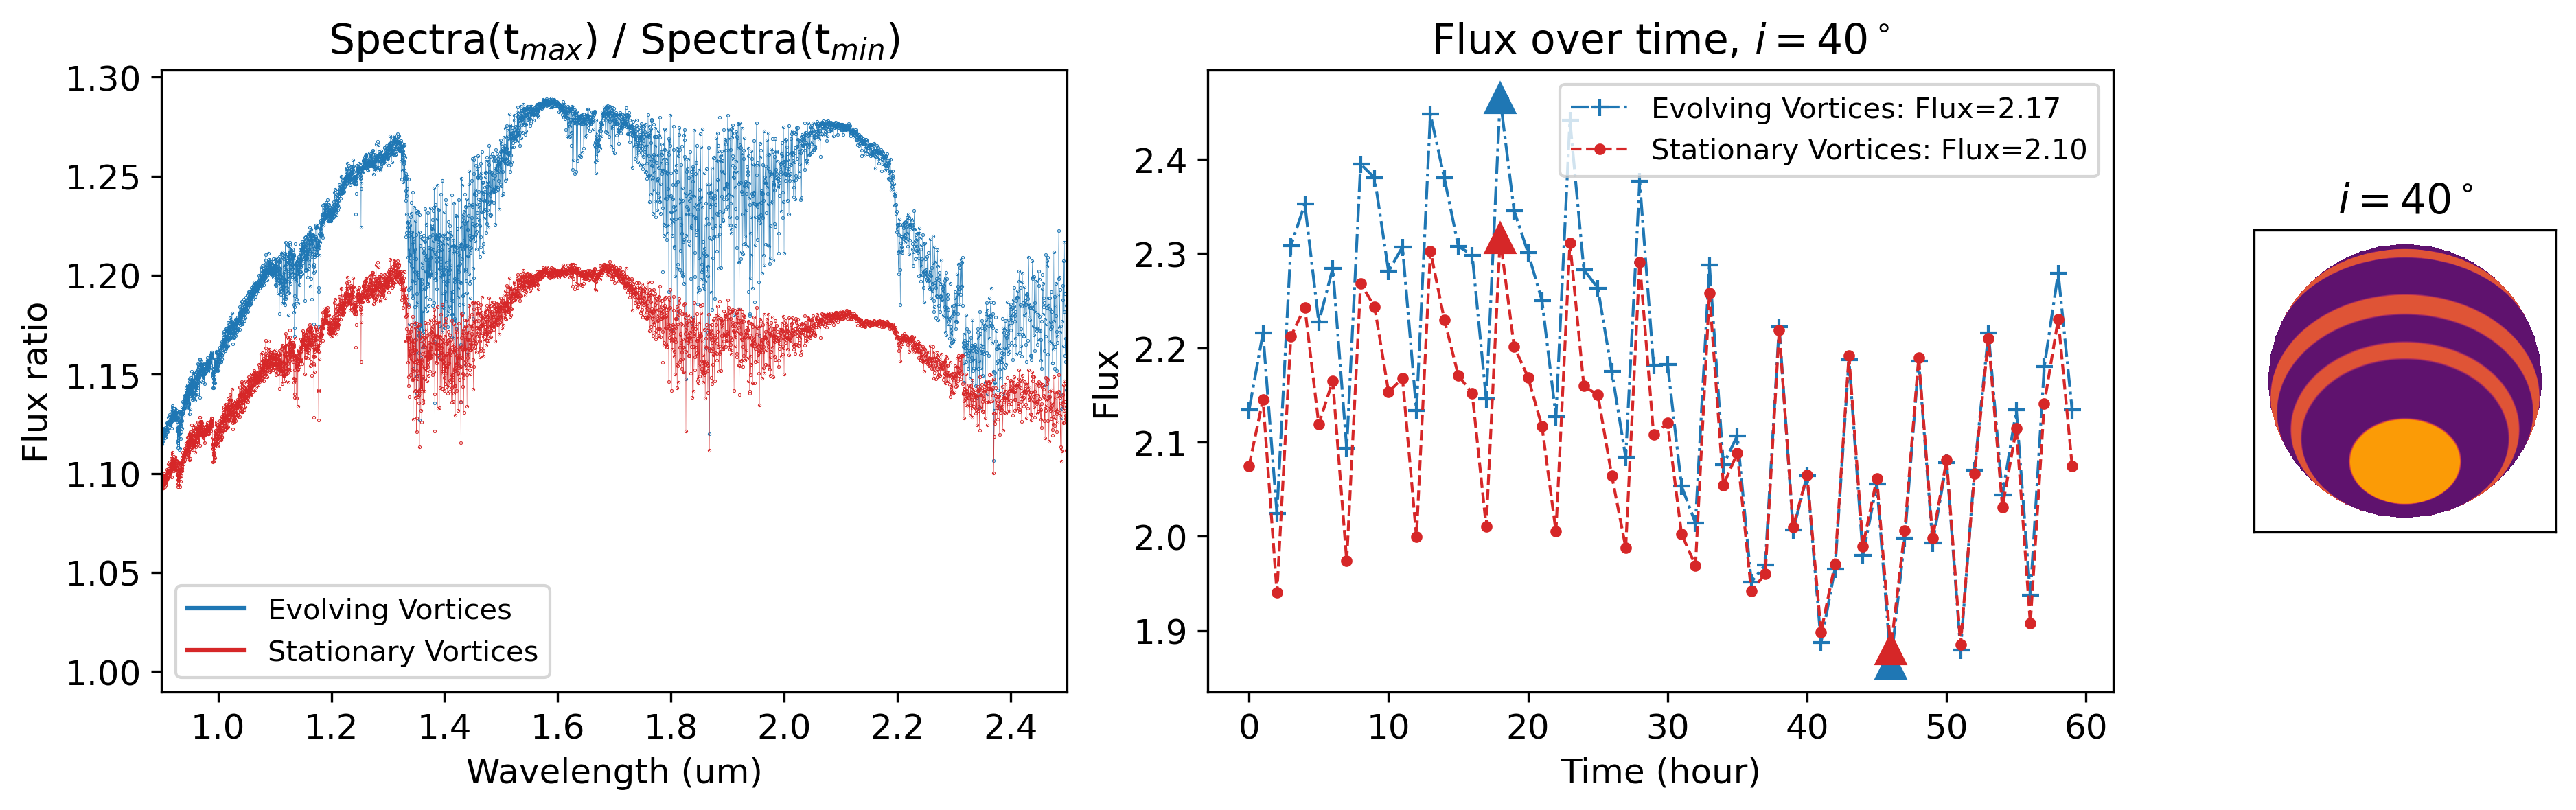 Spectra(t_max) / Spectra(t_min)
Flux ratio
1.30
1.25
1.20
1.15
1.10
1.05
1.00
Evolving Vortices
Stationary Vortices
1.0 1.2 1.4 1.6 1.8 2.0 2.2 2.4
Wavelength (um)
Flux over time, i = 40°
Flux
2.4
2.3
2.2
2.1
2.0
1.9
Evolving Vortices: Flux=2.17
Stationary Vortices: Flux=2.10
0 10 20 30 40 50 60
Time (hour)
i = 40°